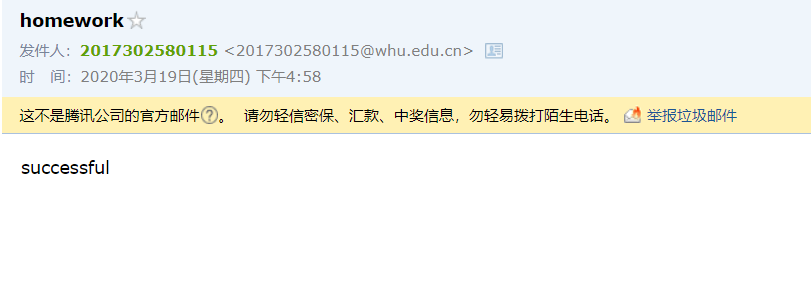 homework
发件人：2017302580115 <2017302580115@whu.edu.cn>
时　间：2020年3月19日(星期四) 下午4:58
这不是腾讯公司的官方邮件?。 请勿轻信密保、汇款、中奖信息，勿轻易拨打陌生电话。 举报垃圾邮件
successful